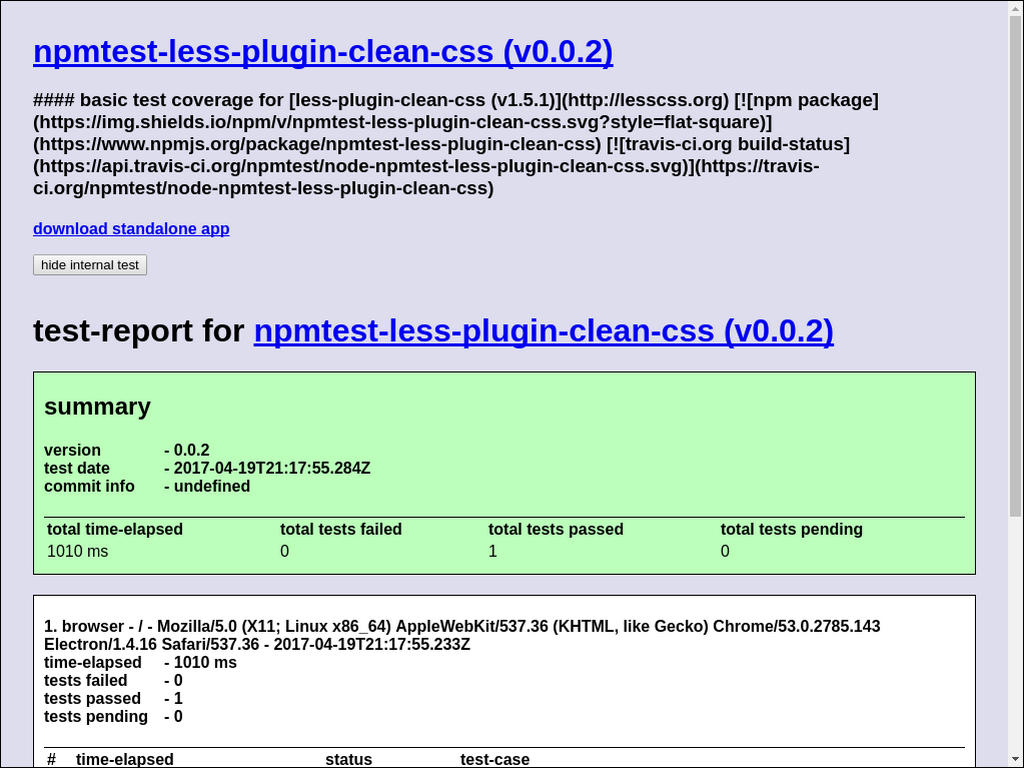 npmtest-less-plugin-clean-css (v0.0.2)
#### basic test coverage for [less-plugin-clean-css (v1.5.1)](http://lesscss.org) [![npm package]
(https://img.shields.io/npm/v/npmtest-less-plugin-clean-css.svg?style=flat-square)]
(https://www.npmjs.org/package/npmtest-less-plugin-clean-css) [![travis-ci.org build-status]
(https://api.travis-ci.org/npmtest/node-npmtest-less-plugin-clean-css.svg)](https://travis-
ci.org/npmtest/node-npmtest-less-plugin-clean-css)
download standalone app
hide internal test
test-report for npmtest-less-plugin-clean-css (v0.0.2)
summary
version - 0.0.2
test date - 2017-04-19T21:17:55.284Z
commit info - undefined
total time-elapsed total tests failed total tests passed total tests pending
1010 ms 0 1 0
1. browser - / - Mozilla/5.0 (X11; Linux x86_64) AppleWebKit/537.36 (KHTML, like Gecko) Chrome/53.0.2785.143
Electron/1.4.16 Safari/537.36 - 2017-04-19T21:17:55.233Z
time-elapsed - 1010 ms
tests failed - 0
tests passed - 1
tests pending - 0
# time-elapsed status test-case